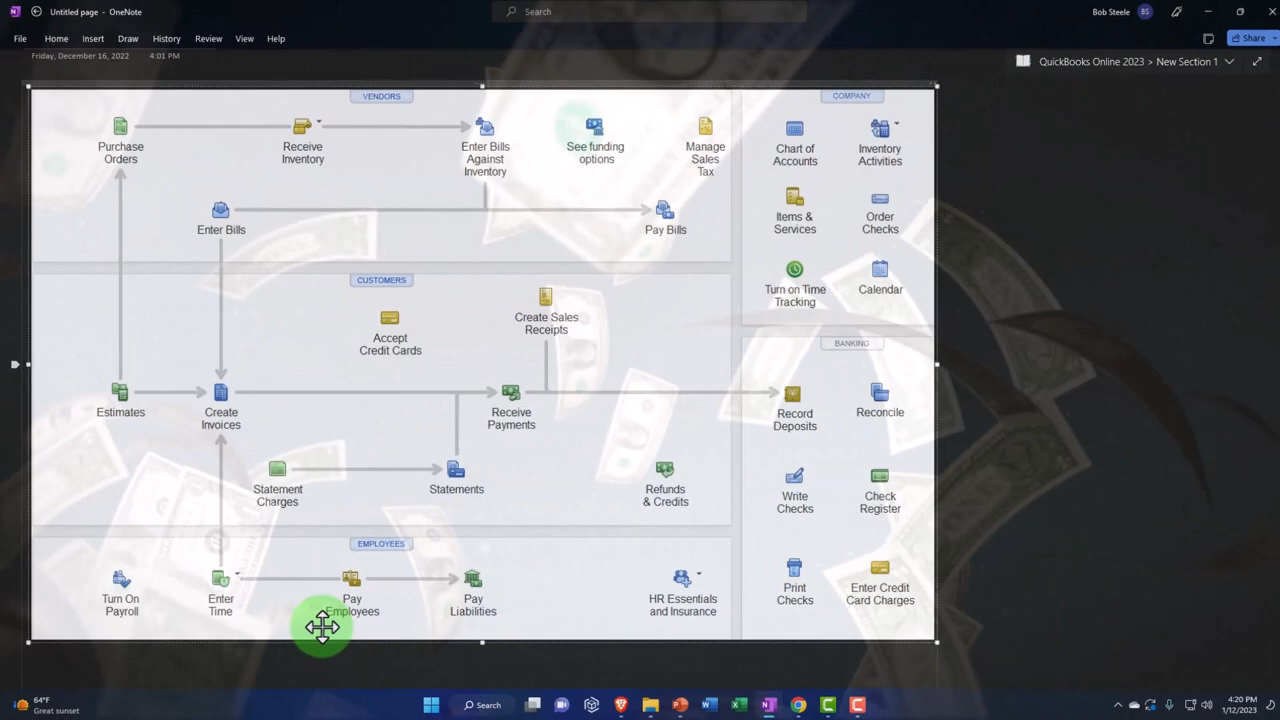 Untitled page - OneNote
Search
Bob Steele
BS
File
Home
Insert
Draw
History
Review
View
Help
Share
Friday, December 16, 2022
4:01 PM
QuickBooks Online 2023 > New Section 1
VENDORS
Purchase
Orders
Receive
Inventory
Enter Bills
Against
Inventory
See funding
options
Manage
Sales
Tax
Enter Bills
Pay Bills
CUSTOMERS
Accept
Credit Cards
Create Sales
Receipts
Estimates
Create
Invoices
Receive
Payments
Statement
Charges
Statements
Refunds
& Credits
EMPLOYEES
Turn On
Payroll
Enter
Time
Pay
Employees
Pay
Liabilities
HR Essentials
and Insurance
COMPANY
Chart of
Accounts
Inventory
Activities
Items &
Services
Order
Checks
Turn on Time
Tracking
Calendar
BANKING
Record
Deposits
Reconcile
Write
Checks
Check
Register
Print
Checks
Enter Credit
Card Charges
64°F
Great sunset
Search
4:20 PM
1/12/2023